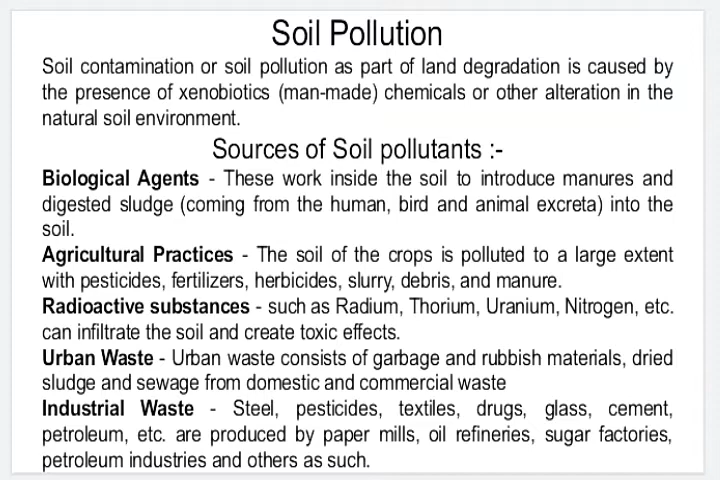 Soil Pollution
Soil contamination or soil pollution as part of land degradation is caused by
the presence of xenobiotics (man-made) chemicals or other alteration in the
natural soil environment.
Sources of Soil pollutants :-
Biological Agents - These work inside the soil to introduce manures and
digested sludge (coming from the human, bird and animal excreta) into the
soil.
Agricultural Practices - The soil of the crops is polluted to a large extent
with pesticides, fertilizers, herbicides, slurry, debris, and manure.
Radioactive substances - such as Radium, Thorium, Uranium, Nitrogen, etc.
can infiltrate the soil and create toxic effects.
Urban Waste - Urban waste consists of garbage and rubbish materials, dried
sludge and sewage from domestic and commercial waste
Industrial Waste - Steel, pesticides, textiles, drugs, glass, cement,
petroleum, etc. are produced by paper mills, oil refineries, sugar factories,
petroleum industries and others as such.